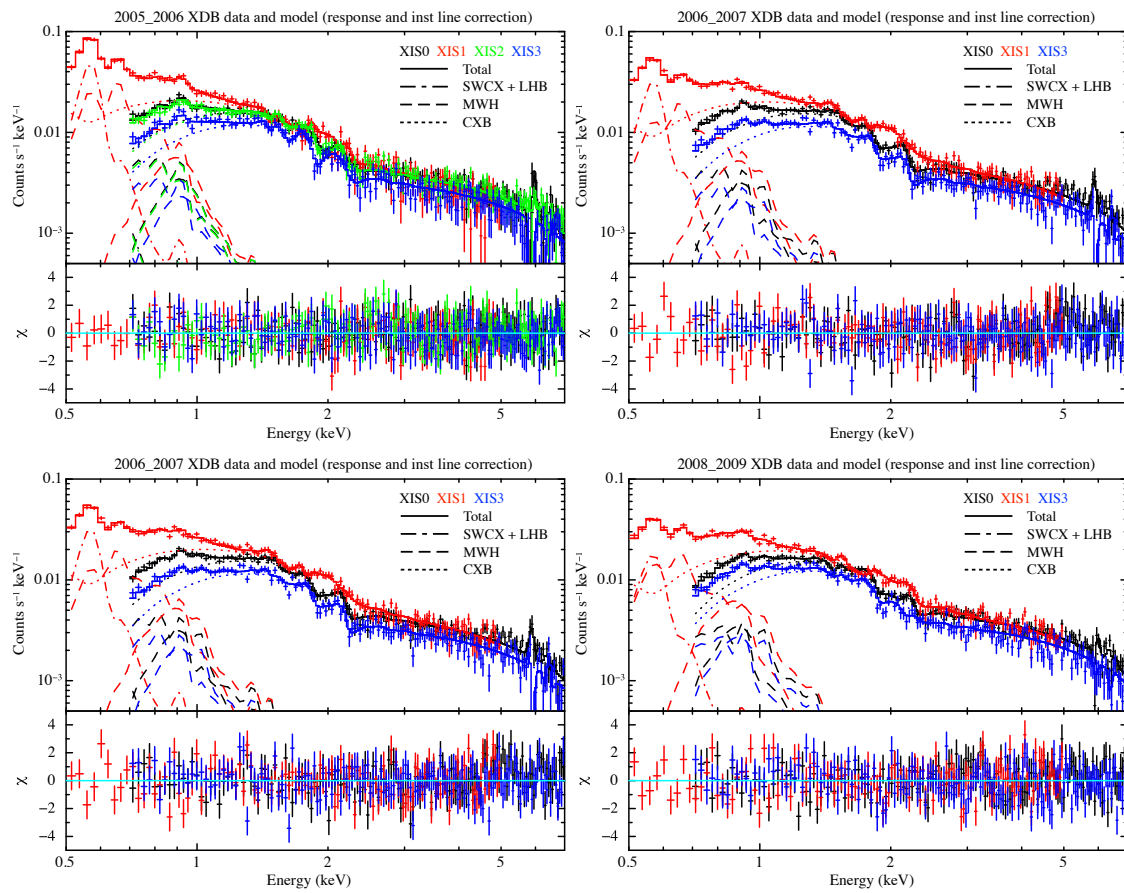 2005_2006 XDB data and model (response and inst line correction)
XIS0 XIS1 XIS2 XIS3
Total
SWCX + LHB
MWH
CXB
0.1
0.01
10⁻³
Counts s⁻¹ keV⁻¹
4
2
0
−2
−4
χ
0.5 1 2 5
Energy (keV)
2006_2007 XDB data and model (response and inst line correction)
XIS0 XIS1 XIS3
Total
SWCX + LHB
MWH
CXB
0.1
0.01
10⁻³
Counts s⁻¹ keV⁻¹
4
2
0
−2
−4
χ
0.5 1 2 5
Energy (keV)
2006_2007 XDB data and model (response and inst line correction)
XIS0 XIS1 XIS3
Total
SWCX + LHB
MWH
CXB
0.1
0.01
10⁻³
Counts s⁻¹ keV⁻¹
4
2
0
−2
−4
χ
0.5 1 2 5
Energy (keV)
2008_2009 XDB data and model (response and inst line correction)
XIS0 XIS1 XIS3
Total
SWCX + LHB
MWH
CXB
0.1
0.01
10⁻³
Counts s⁻¹ keV⁻¹
4
2
0
−2
−4
χ
0.5 1 2 5
Energy (keV)